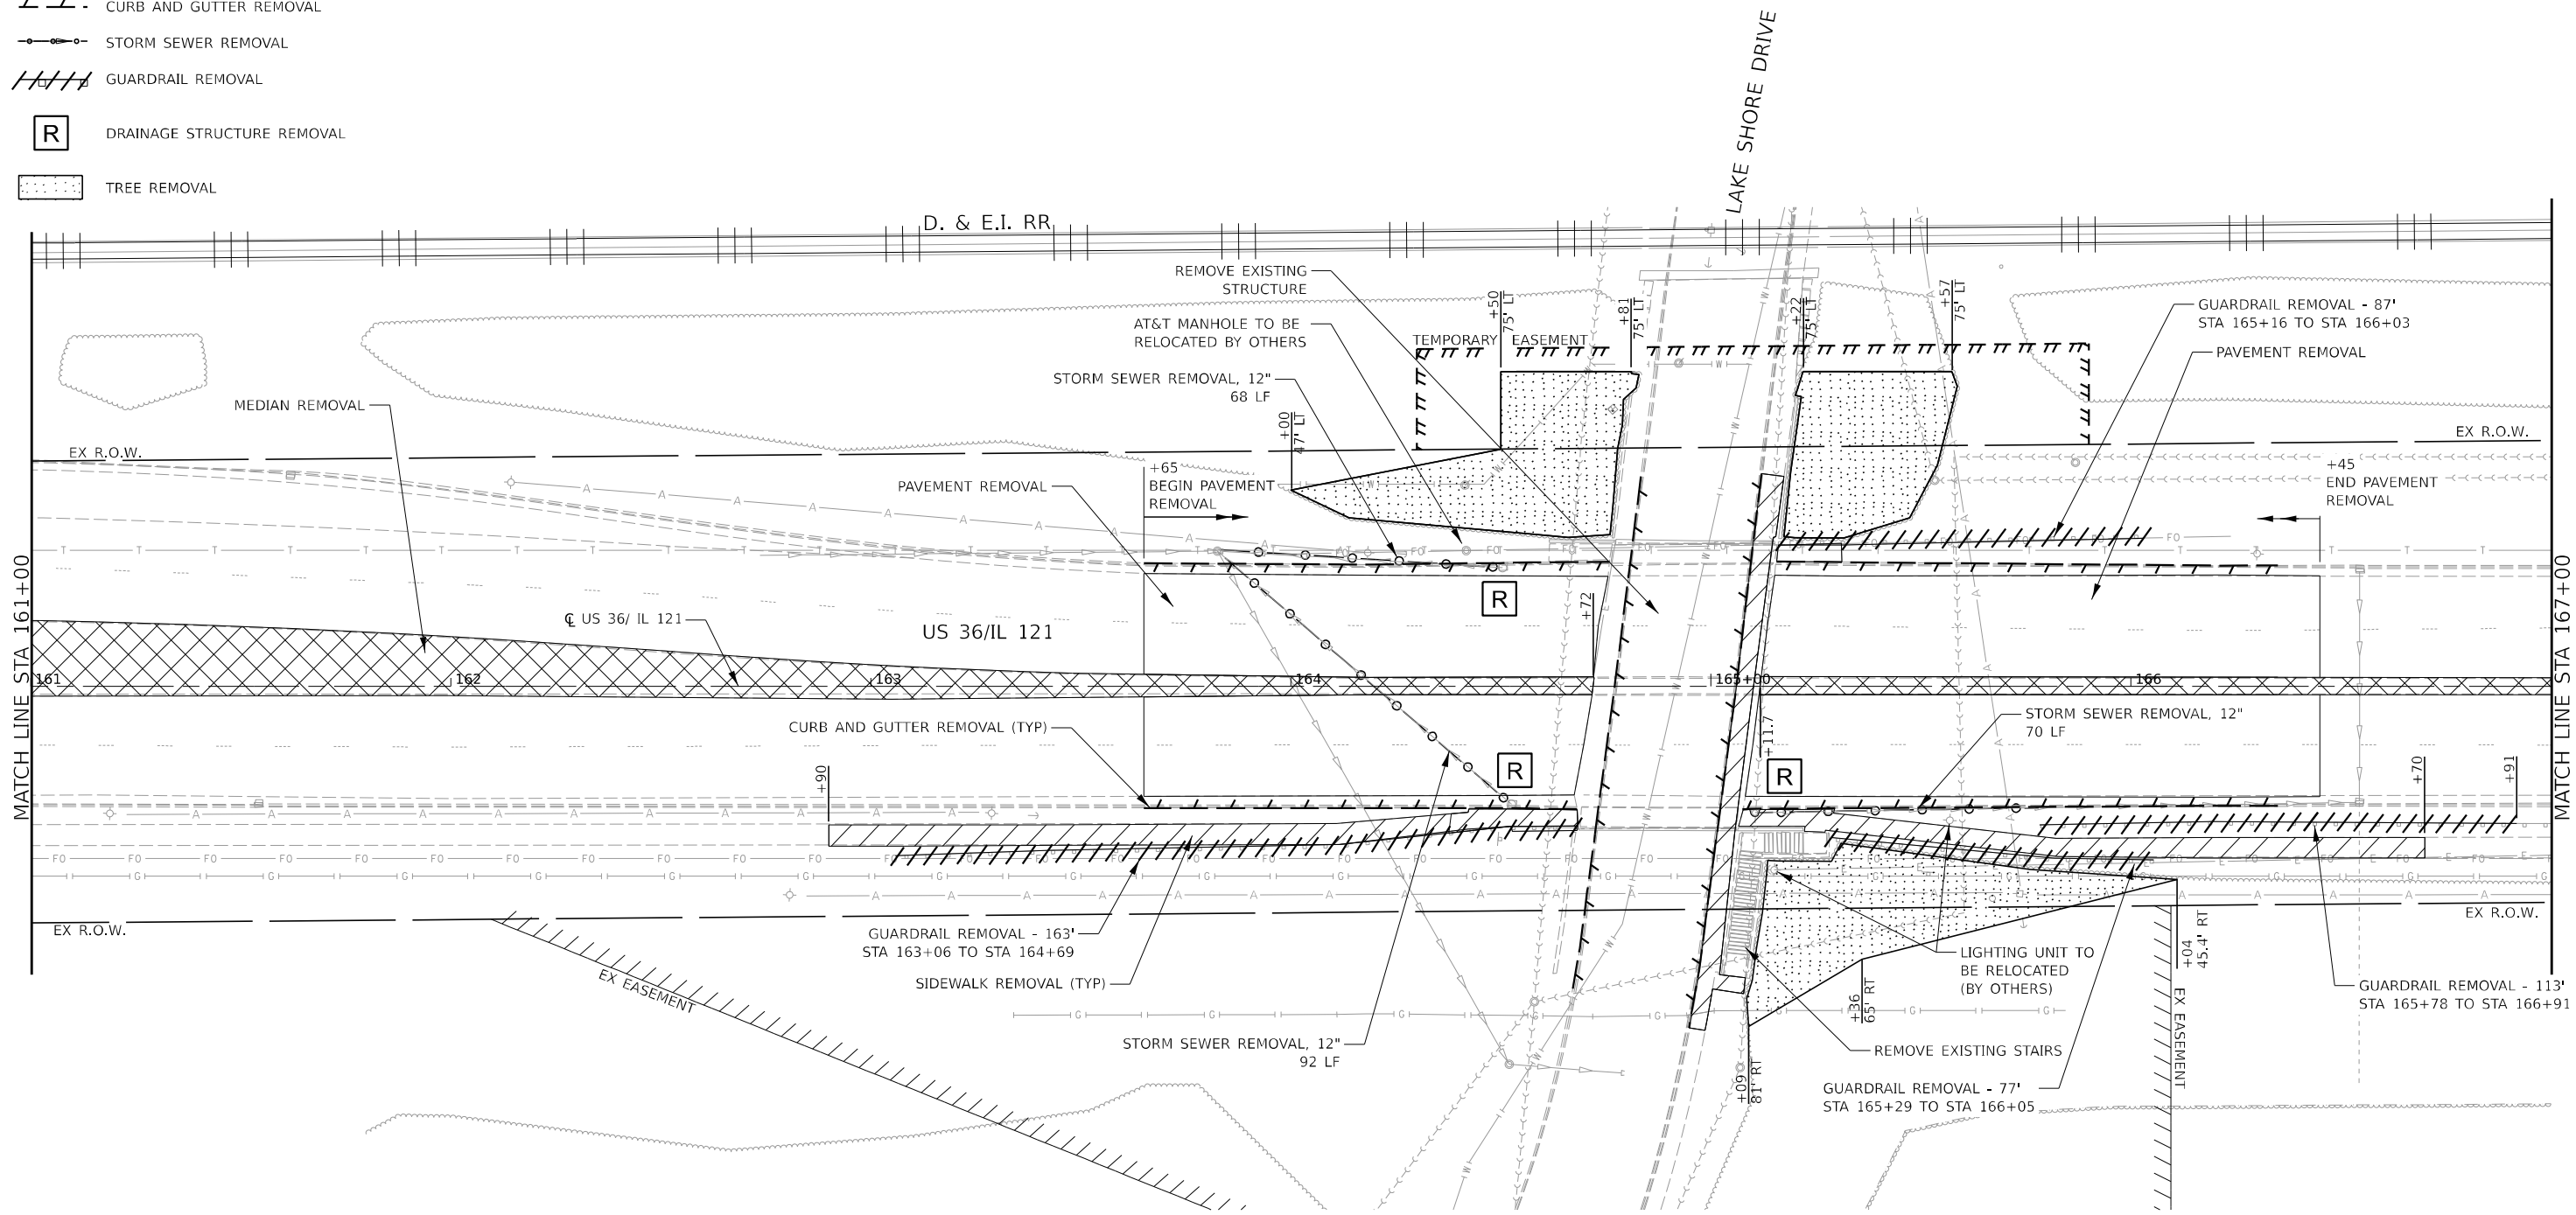 CURB AND GUTTER REMOVAL
STORM SEWER REMOVAL
GUARDRAIL REMOVAL
R
DRAINAGE STRUCTURE REMOVAL
TREE REMOVAL
LAKE SHORE DRIVE
D. & E.I. RR
REMOVE EXISTING
STRUCTURE
AT&T MANHOLE TO BE
RELOCATED BY OTHERS
STORM SEWER REMOVAL, 12"
68 LF
TEMPORARY EASEMENT
+50
75' LT
+81
75' LT
+22
75' LT
+57
75' LT
GUARDRAIL REMOVAL - 87'
STA 165+16 TO STA 166+03
PAVEMENT REMOVAL
MEDIAN REMOVAL
+00
47' LT
EX R.O.W.
EX R.O.W.
PAVEMENT REMOVAL
+65
BEGIN PAVEMENT
REMOVAL
+45
END PAVEMENT
REMOVAL
MATCH LINE STA 161+00
MATCH LINE STA 167+00
℄ US 36/ IL 121
US 36/IL 121
R
+72
161
162
163
164
165+00
166
CURB AND GUTTER REMOVAL (TYP)
+90
R
+11.7
R
STORM SEWER REMOVAL, 12"
70 LF
+70
+91
EX R.O.W.
EX R.O.W.
GUARDRAIL REMOVAL - 163'
STA 163+06 TO STA 164+69
SIDEWALK REMOVAL (TYP)
EX EASEMENT
STORM SEWER REMOVAL, 12"
92 LF
LIGHTING UNIT TO
BE RELOCATED
(BY OTHERS)
+36
65' RT
+04
45.4' RT
EX EASEMENT
GUARDRAIL REMOVAL - 113'
STA 165+78 TO STA 166+91
REMOVE EXISTING STAIRS
+09
81' RT
GUARDRAIL REMOVAL - 77'
STA 165+29 TO STA 166+05